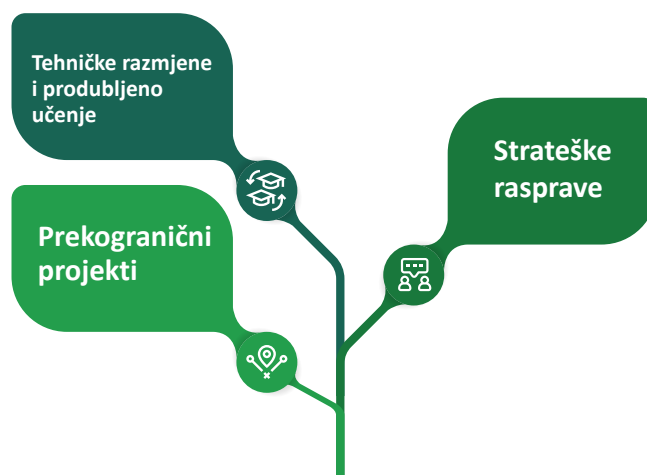 Tehničke razmjene
i produbljeno
učenje
Strateške
rasprave
Prekogranični
projekti